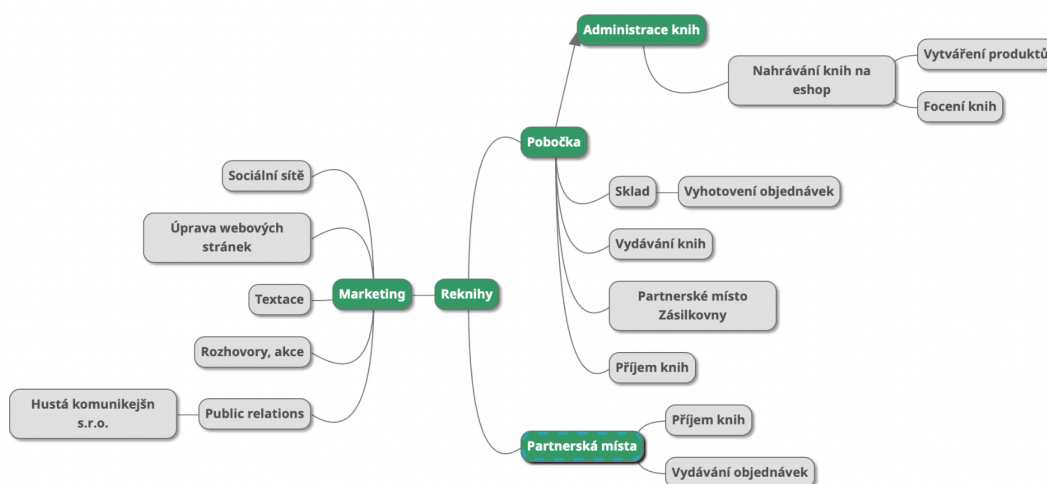 Administrace knih
Vytváření produktů
Nahrávání knih na
eshop
Focení knih
Pobočka
Sociální sítě
Sklad
Vyhotovení objednávek
Úprava webových
stránek
Vydávání knih
Marketing
Reknihy
Textace
Partnerské místo
Zásilkovny
Rozhovory, akce
Příjem knih
Hustá komunikejšn
s.r.o.
Public relations
Příjem knih
Partnerská místa
Vydávání objednávek